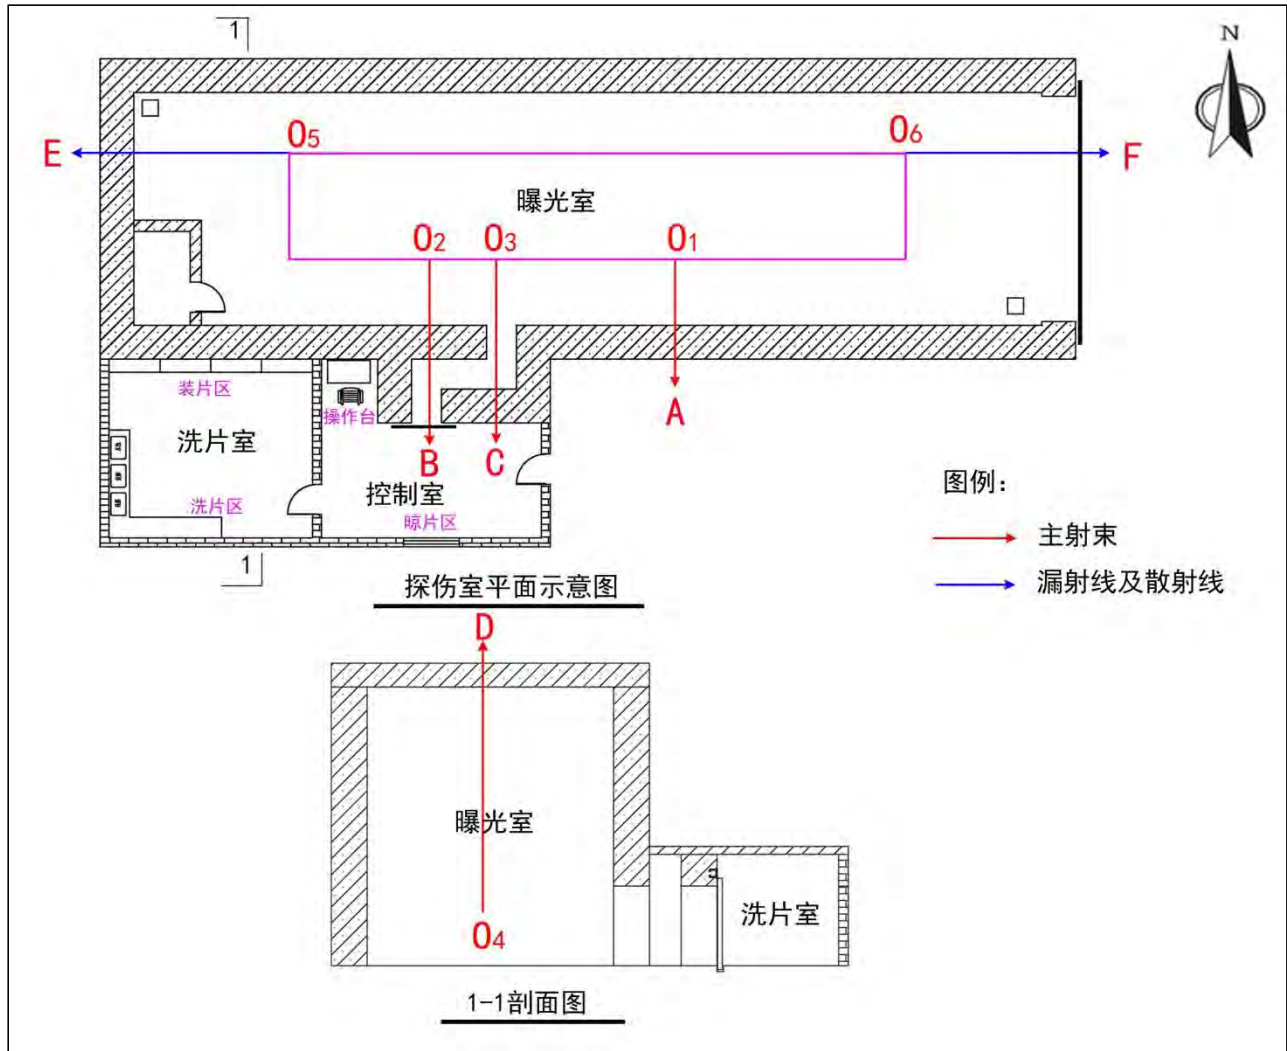 1
N
E
O5
O6
F
曝光室
O2
O3
O1
装片区
操作台
A
洗片室
B
C
控制室
洗片区
晾片区
图例：
主射束
漏射线及散射线
1
探伤室平面示意图
D
曝光室
O4
洗片室
1-1剖面图